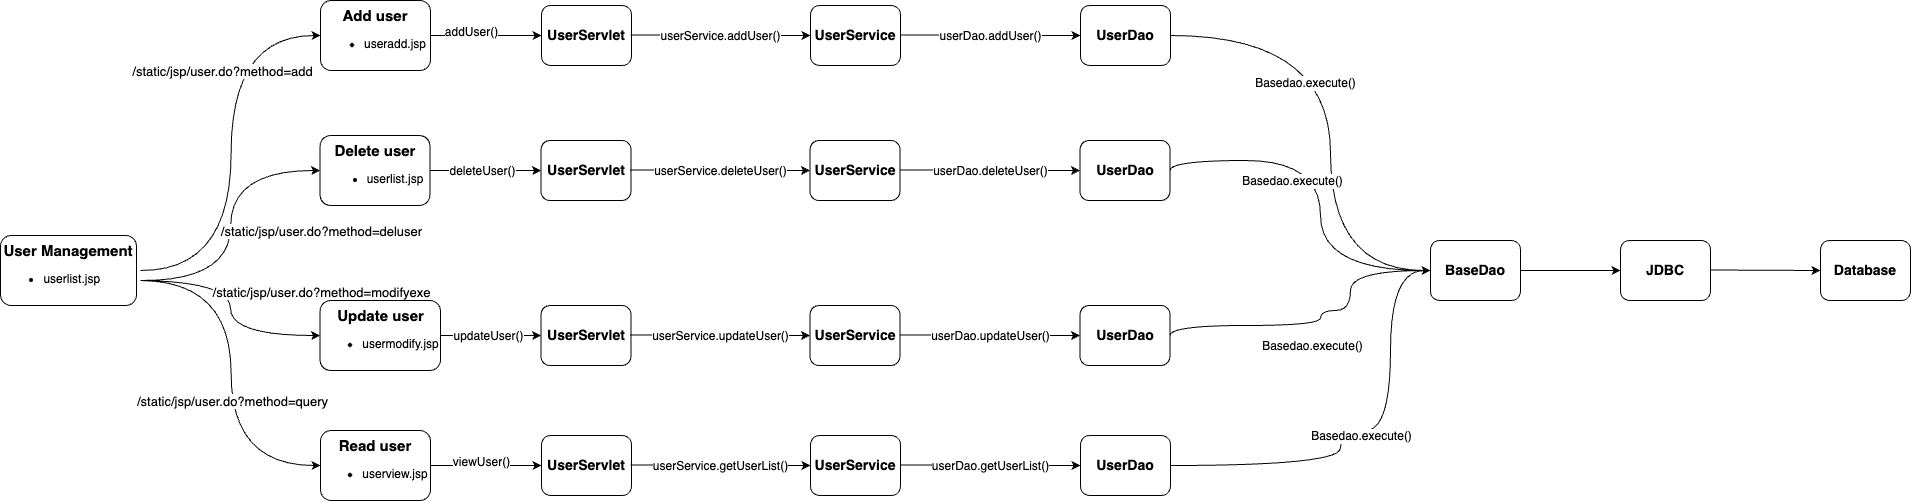 Add user
• useradd.jsp
addUser()
UserServlet
userService.addUser()
UserService
userDao.addUser()
UserDao
/static/jsp/user.do?method=add
Basedao.execute()
Delete user
• userlist.jsp
deleteUser()
UserServlet
userService.deleteUser()
UserService
userDao.deleteUser()
UserDao
Basedao.execute()
/static/jsp/user.do?method=deluser
User Management
• userlist.jsp
BaseDao
JDBC
Database
/static/jsp/user.do?method=modifyexe
Update user
• usermodify.jsp
updateUser()
UserServlet
userService.updateUser()
UserService
userDao.updateUser()
UserDao
Basedao.execute()
/static/jsp/user.do?method=query
Basedao.execute()
Read user
• userview.jsp
viewUser()
UserServlet
userService.getUserList()
UserService
userDao.getUserList()
UserDao